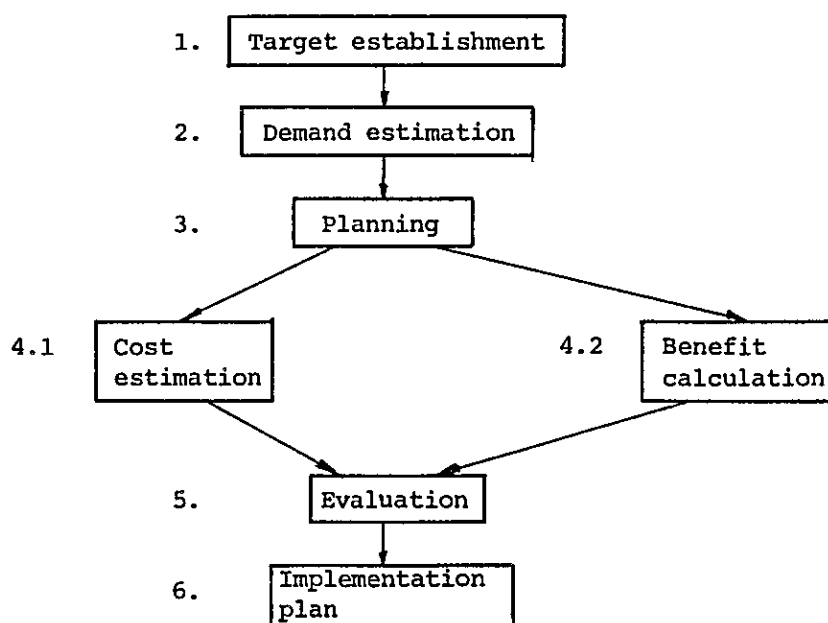 1. Target establishment
2. Demand estimation
3. Planning
4.1 Cost
estimation
4.2 Benefit
calculation
5. Evaluation
6. Implementation
plan